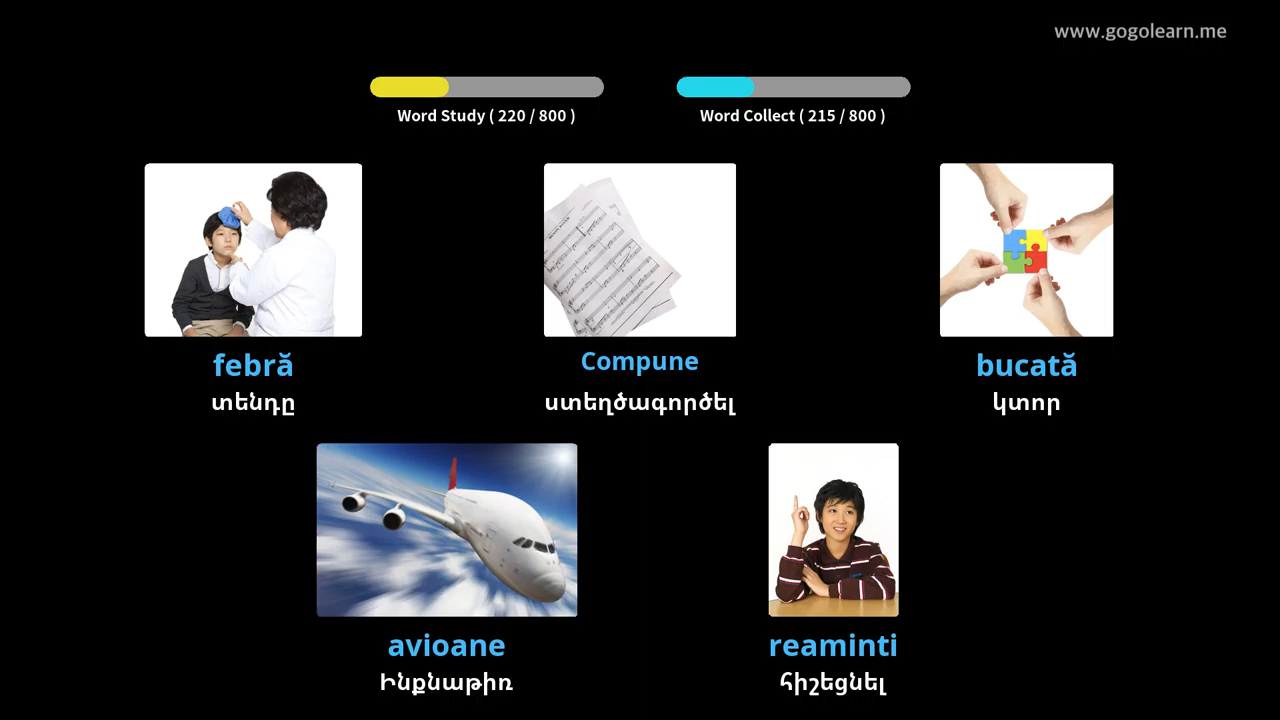 www.gogolearn.me
Word Study ( 220 / 800 )
Word Collect ( 215 / 800 )
febră
տենդը
Compune
ստեղծագործել
bucată
կտոր
avioane
Ինքնաթիռ
reaminti
հիշեցնել